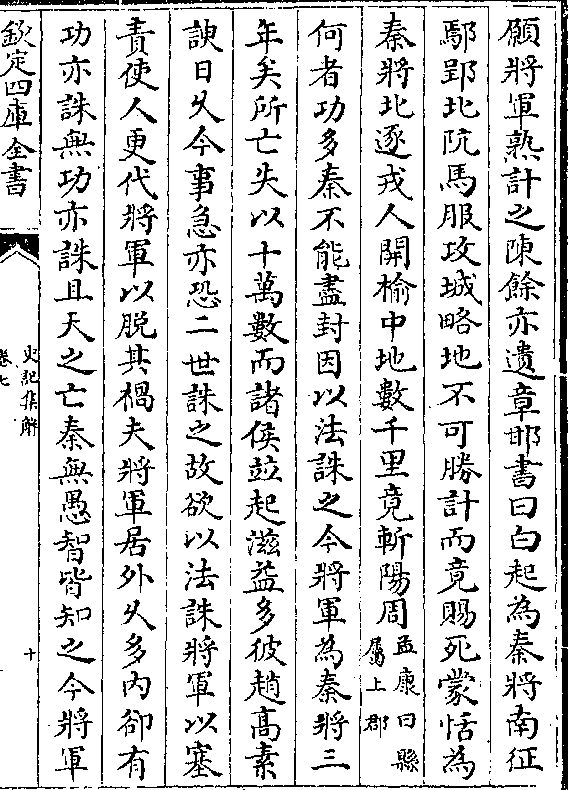 願將軍熟計之陳餘亦遺章邯書曰白起為秦將南征
鄢郢北阬馬服攻城略地不可勝計而竟賜死蒙恬為
秦將北逐戎人開榆中地數千里竟斬陽周孟康曰縣屬上郡
何者功多秦不能盡封因以法誅之今將軍為秦將三
年矣所亡失以十萬數而諸侯竝起滋益多彼趙高素
諛日久今事急亦恐二世誅之故欲以法誅將軍以塞
責使人更代將軍以脱其禍夫將軍居外久多内卻有
功亦誅無功亦誅且天之亡秦無愚智皆知之今將軍
欽定四庫全書
史記集解
卷七
十